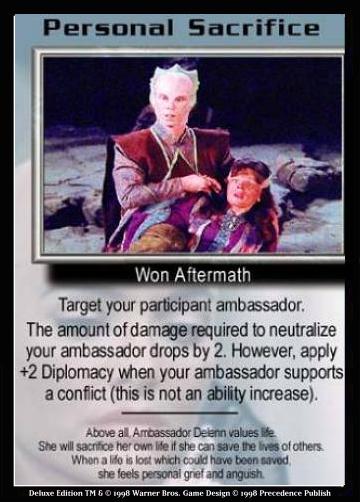 Personal Sacrifice
Won Aftermath
Target your participant ambassador.
The amount of damage required to neutralize
your ambassador drops by 2. However, apply
+2 Diplomacy when your ambassador supports
a conflict (this is not an ability increase).
Above all, Ambassador Delenn values life.
She will sacrifice her own life if she can save the lives of others.
When a life is lost which could have been saved,
she feels personal grief and anguish.
Deluxe Edition TM & © 1998 Warner Bros. Game Design © 1998 Precedence Publish